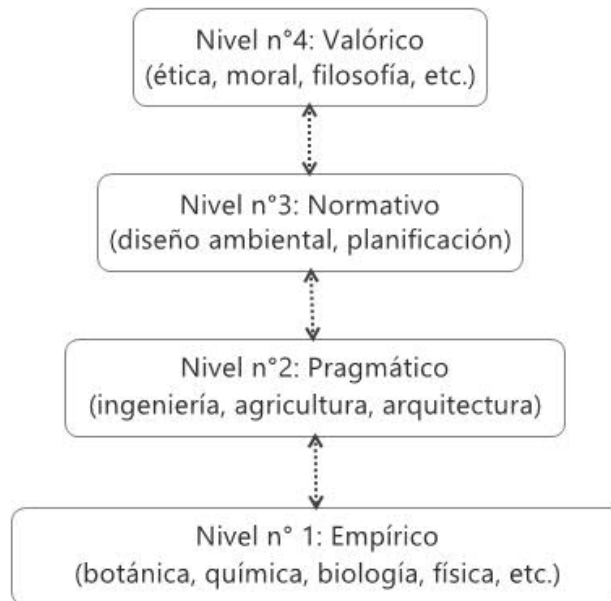 Nivel n°4: Valórico
(ética, moral, filosofía, etc.)
Nivel n°3: Normativo
(diseño ambiental, planificación)
Nivel n°2: Pragmático
(ingeniería, agricultura, arquitectura)
Nivel n° 1: Empírico
(botánica, química, biología, física, etc.)